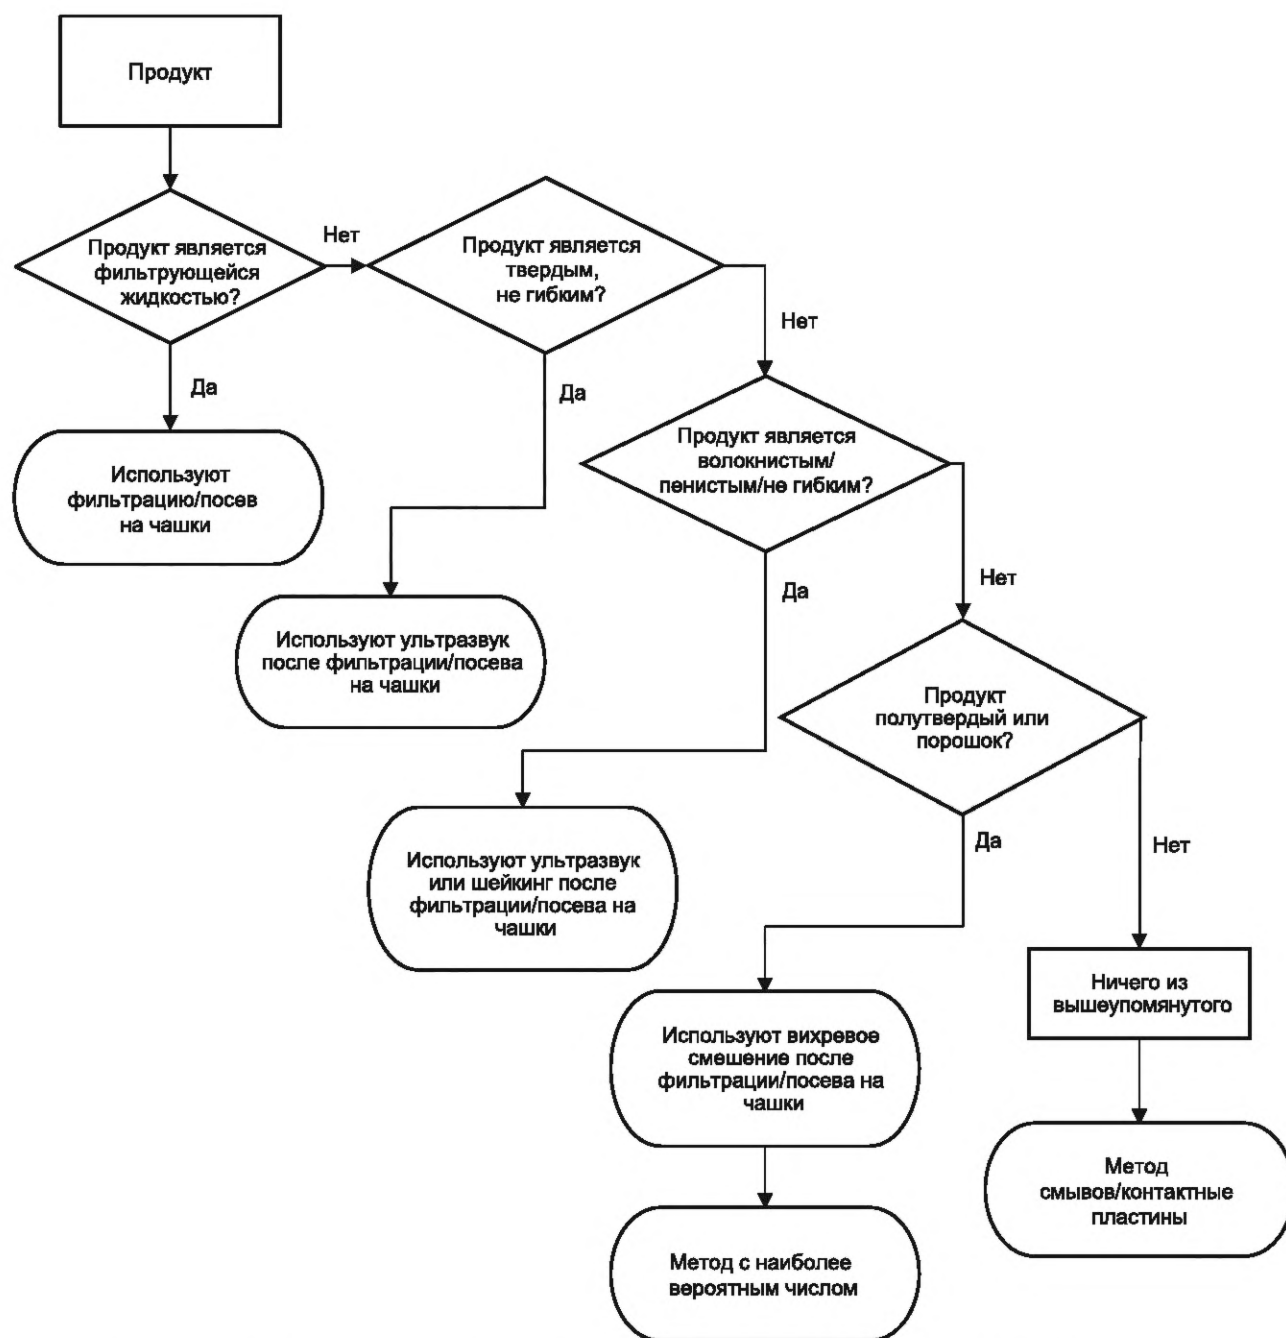 Продукт
Продукт является
фильтрующейся
жидкостью?
Нет
Продукт является
твердым,
не гибким?
Нет
Да
Да
Используют
фильтрацию/посев
на чашки
Продукт является
волокнистым/
пенистым/не гибким?
Нет
Да
Используют ультразвук
после фильтрации/посева
на чашки
Продукт
полутвердый или
порошок?
Да
Нет
Используют ультразвук
или шейкинг после
фильтрации/посева на
чашки
Ничего из
вышеупомянутого
Используют вихревое
смешение после
фильтрации/посева на
чашки
Метод
смывов/контактные
пластины
Метод с наиболее
вероятным числом